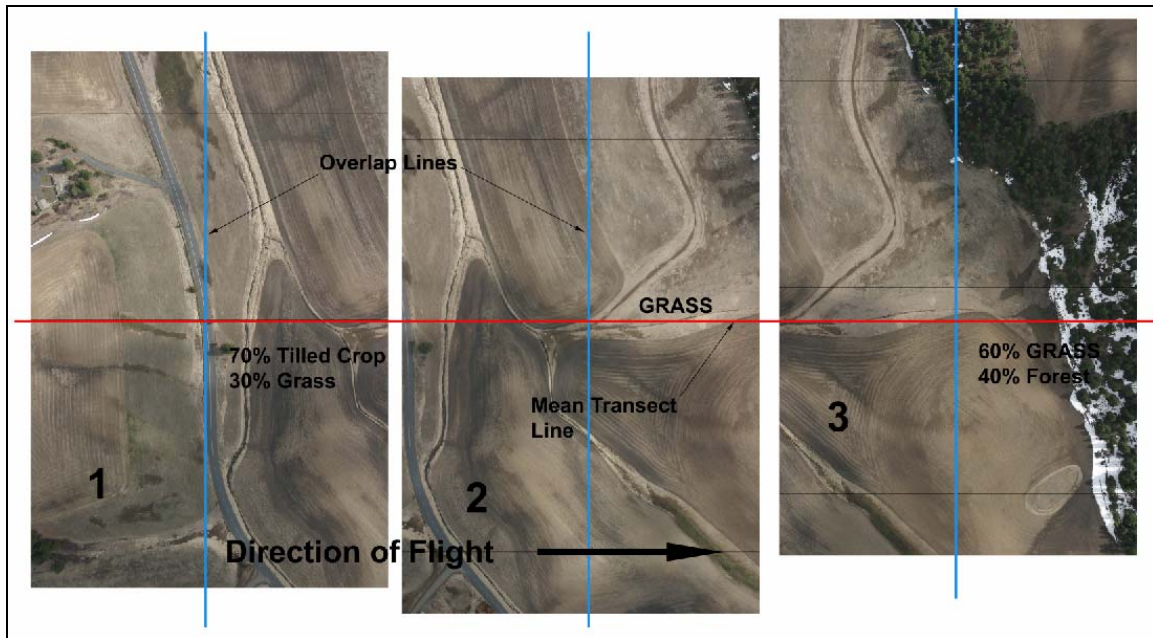 Overlap Lines
GRASS
70% Tilled Crop
30% Grass
60% GRASS
40% Forest
Mean Transect
Line
1
2
3
Direction of Flight